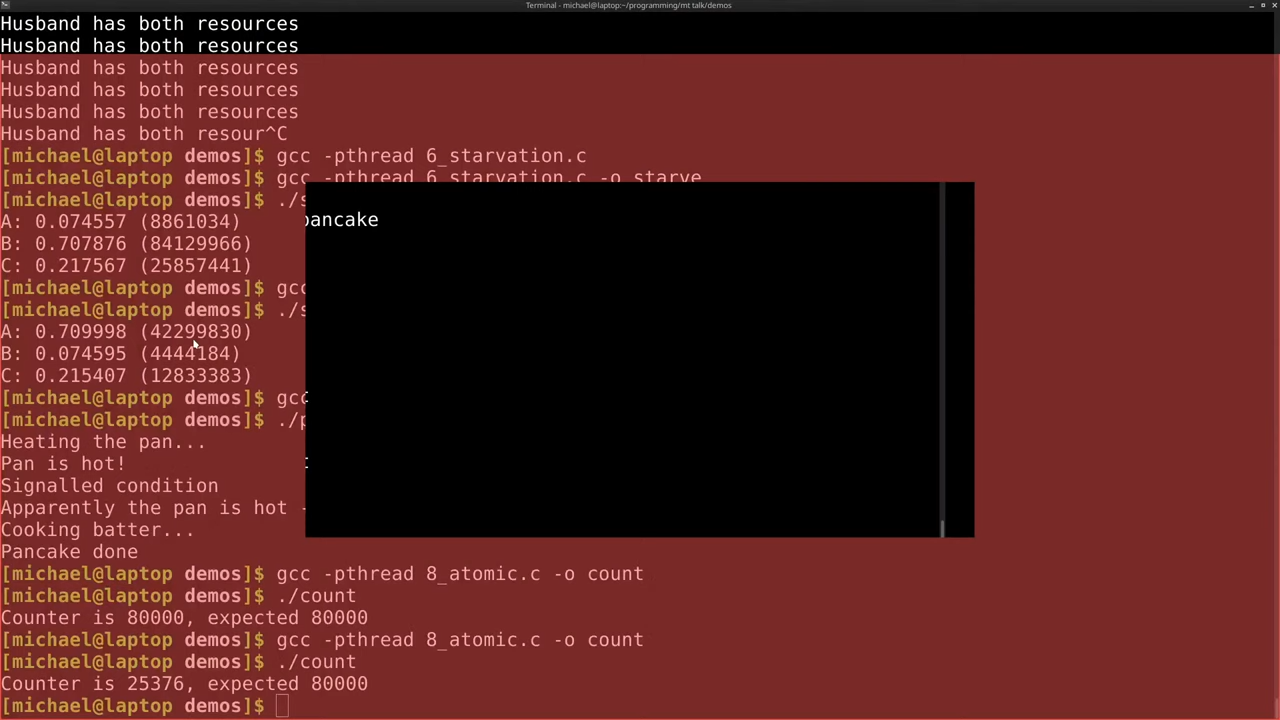 Terminal - michael@laptop:~/programming/mt talk/demos
Husband has both resources
Husband has both resources
Husband has both resources
Husband has both resources
Husband has both resources
Husband has both resour^C
[michael@laptop demos]$ gcc -pthread 6_starvation.c
[michael@laptop demos]$ gcc -pthread 6_starvation.c -o starve
[michael@laptop demos]$ ./s
A: 0.074557 (8861034)
pancake
B: 0.707876 (84129966)
C: 0.217567 (25857441)
[michael@laptop demos]$ gcc
[michael@laptop demos]$ ./s
A: 0.709998 (42299830)
B: 0.074595 (4444184)
C: 0.215407 (12833383)
[michael@laptop demos]$ gcc
[michael@laptop demos]$ ./p
Heating the pan...
Pan is hot!
Signalled condition
Apparently the pan is hot -
Cooking batter...
Pancake done
[michael@laptop demos]$ gcc -pthread 8_atomic.c -o count
[michael@laptop demos]$ ./count
Counter is 80000, expected 80000
[michael@laptop demos]$ gcc -pthread 8_atomic.c -o count
[michael@laptop demos]$ ./count
Counter is 25376, expected 80000
[michael@laptop demos]$